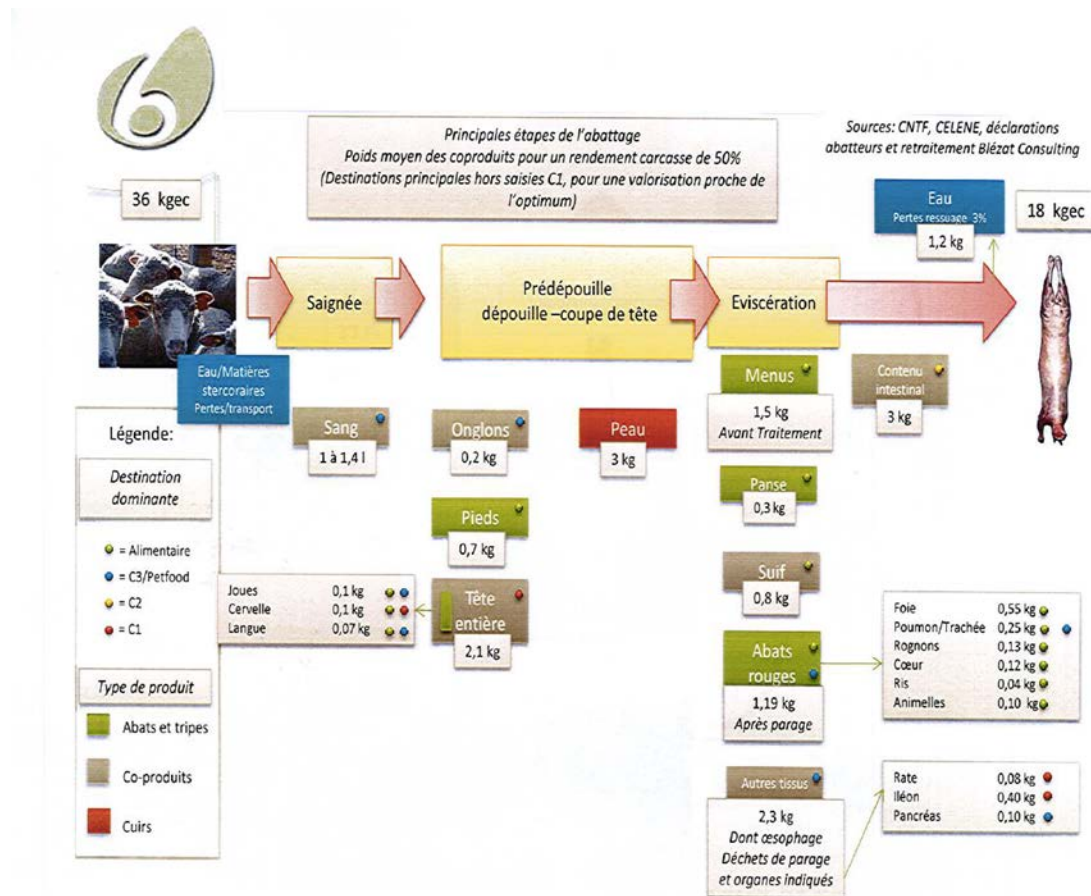 Principales étapes de l'abattage
Poids moyen des coproduits pour un rendement carcasse de 50%
(Destinations principales hors saisies C1, pour une valorisation proche de
l'optimum)
Sources: CNTF, CELENE, déclarations
abatteurs et retraitement Blézat Consulting
36 kgec
Eau
Pertes ressuage 3%
1,2 kg
18 kgec
Saignée
Prédépouille
dépouille –coupe de tête
Eviscération
Eau/Matières
stercoraires
Pertes/transport
Sang
1 à 1,4 l
Onglons
0,2 kg
Pieds
0,7 kg
Tête
entière
2,1 kg
Joues 0,1 kg
Cervelle 0,1 kg
Langue 0,07 kg
Peau
3 kg
Menus
1,5 kg
Avant Traitement
Contenu
intestinal
3 kg
Panse
0,3 kg
Suif
0,8 kg
Abats
rouges
1,19 kg
Après parage
Foie 0,55 kg
Poumon/Trachée 0,25 kg
Rognons 0,13 kg
Cœur 0,12 kg
Ris 0,04 kg
Animelles 0,10 kg
Autres tissus
2,3 kg
Dont œsophage
Déchets de parage
et organes indiqués
Rate 0,08 kg
Iléon 0,40 kg
Pancréas 0,10 kg
Légende:
Destination
dominante
= Alimentaire
= C3/Petfood
= C2
= C1
Type de produit
Abats et tripes
Co-produits
Cuirs